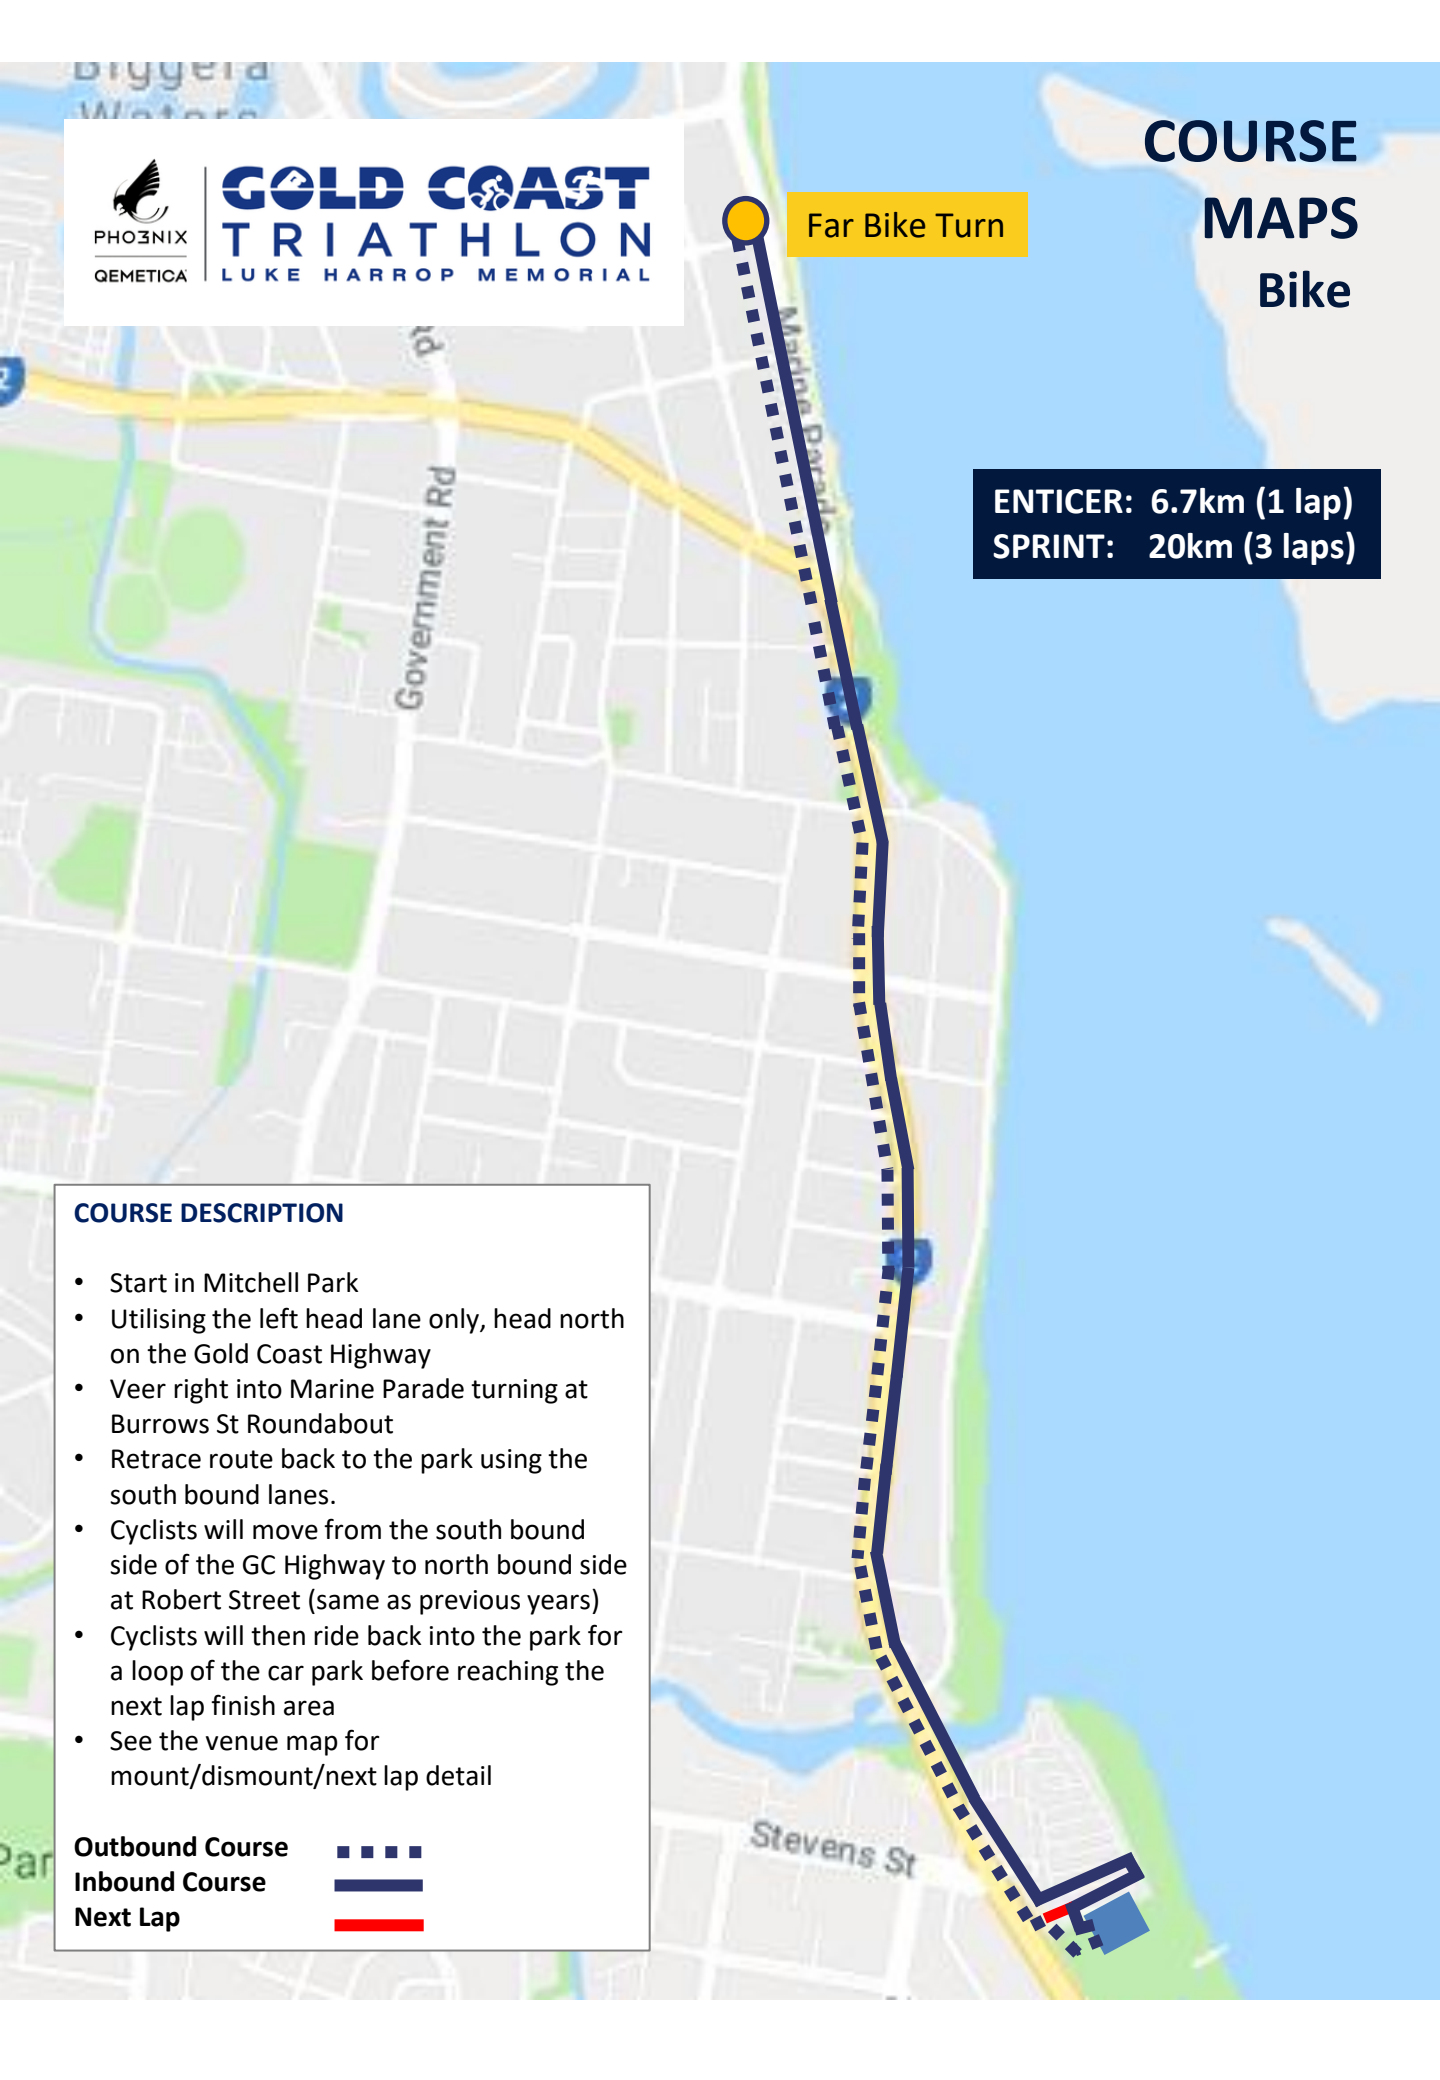 Biggera
Waters
PHO3NIX
QEMETICA
GOLD COAST
TRIATHLON
LUKE HARROP MEMORIAL
COURSE
MAPS
Bike
Far Bike Turn
Marine Parade
ENTICER: 6.7km (1 lap)
SPRINT: 20km (3 laps)
Government Rd
COURSE DESCRIPTION
• Start in Mitchell Park
• Utilising the left head lane only, head north
on the Gold Coast Highway
• Veer right into Marine Parade turning at
Burrows St Roundabout
• Retrace route back to the park using the
south bound lanes.
• Cyclists will move from the south bound
side of the GC Highway to north bound side
at Robert Street (same as previous years)
• Cyclists will then ride back into the park for
a loop of the car park before reaching the
next lap finish area
• See the venue map for
mount/dismount/next lap detail
Outbound Course
Inbound Course
Next Lap
Stevens St
Par